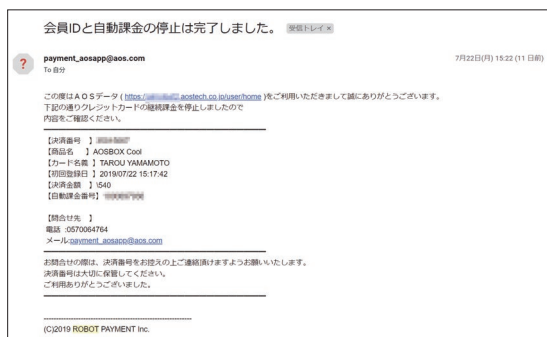 会員IDと自動課金の停止は完了しました。 受信トレイ ×
payment_aosapp@aos.com
7月22日(月) 15:22 (11 日前)
To 自分
この度はAOSデータ ( https:// .aostech.co.jp/user/home )をご利用いただきまして誠にありがとうございます。
下記の通りクレジットカードの継続課金を停止しましたので
内容をご確認ください。
【決済番号 】
【商品名 】AOSBOX Cool
【カード名義 】TAROU YAMAMOTO
【初回登録日 】2019/07/22 15:17:42
【決済金額 】\540
【自動課金番号】
【問合せ先 】
電話 :0570064764
メール:payment_aosapp@aos.com
お問合せの際は、決済番号をお控えの上ご連絡頂けますようお願いいたします。
決済番号は大切に保管してください。
ご利用ありがとうございました。
(C)2019 ROBOT PAYMENT Inc.